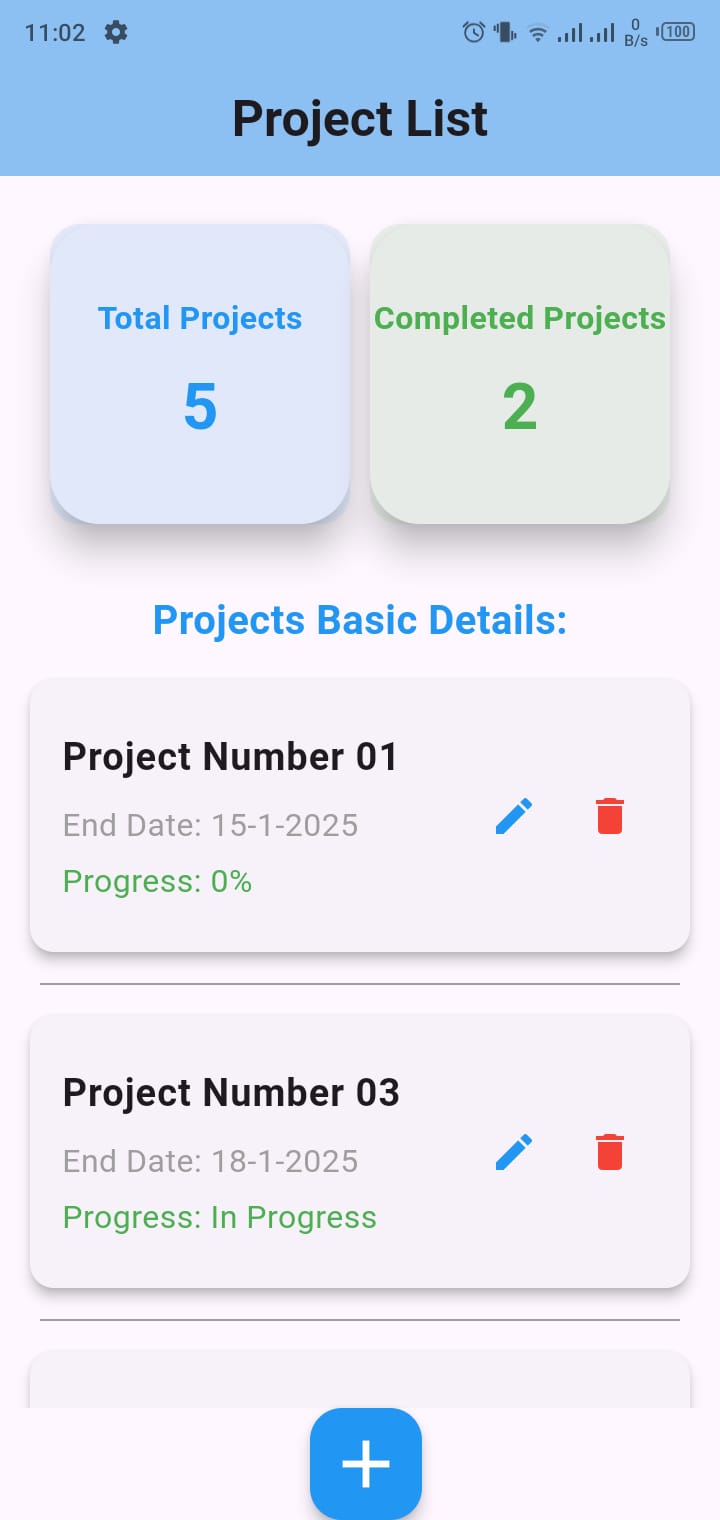 11:02
0
B/s
100
Project List
Total Projects
5
Completed Projects
2
Projects Basic Details:
Project Number 01
End Date: 15-1-2025
Progress: 0%
Project Number 03
End Date: 18-1-2025
Progress: In Progress